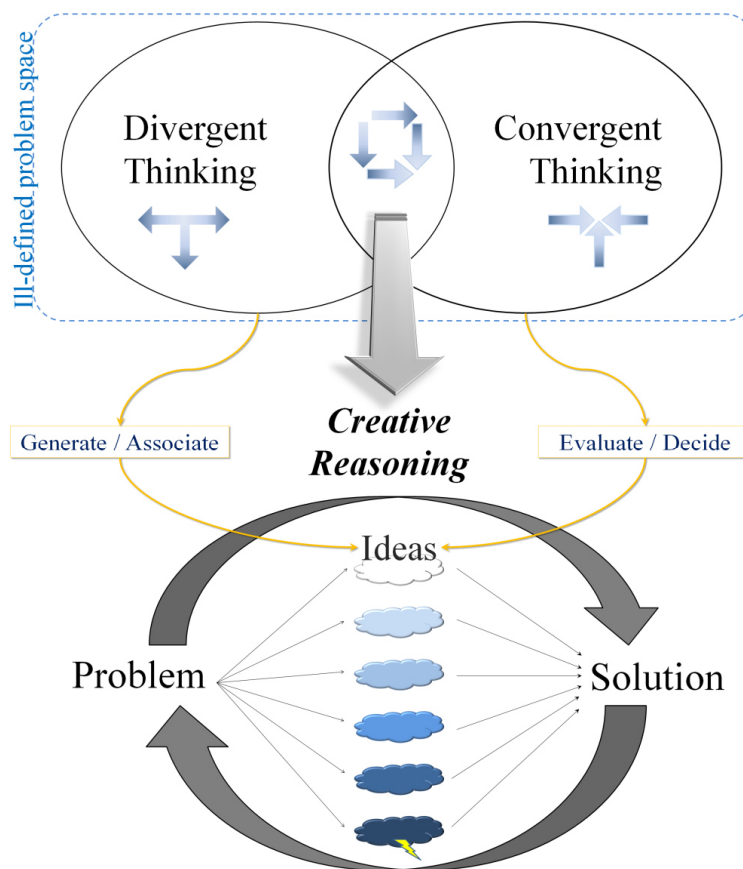 Ill-defined problem space
Divergent
Thinking
Convergent
Thinking
Creative
Reasoning
Generate / Associate
Evaluate / Decide
Ideas
Problem
Solution